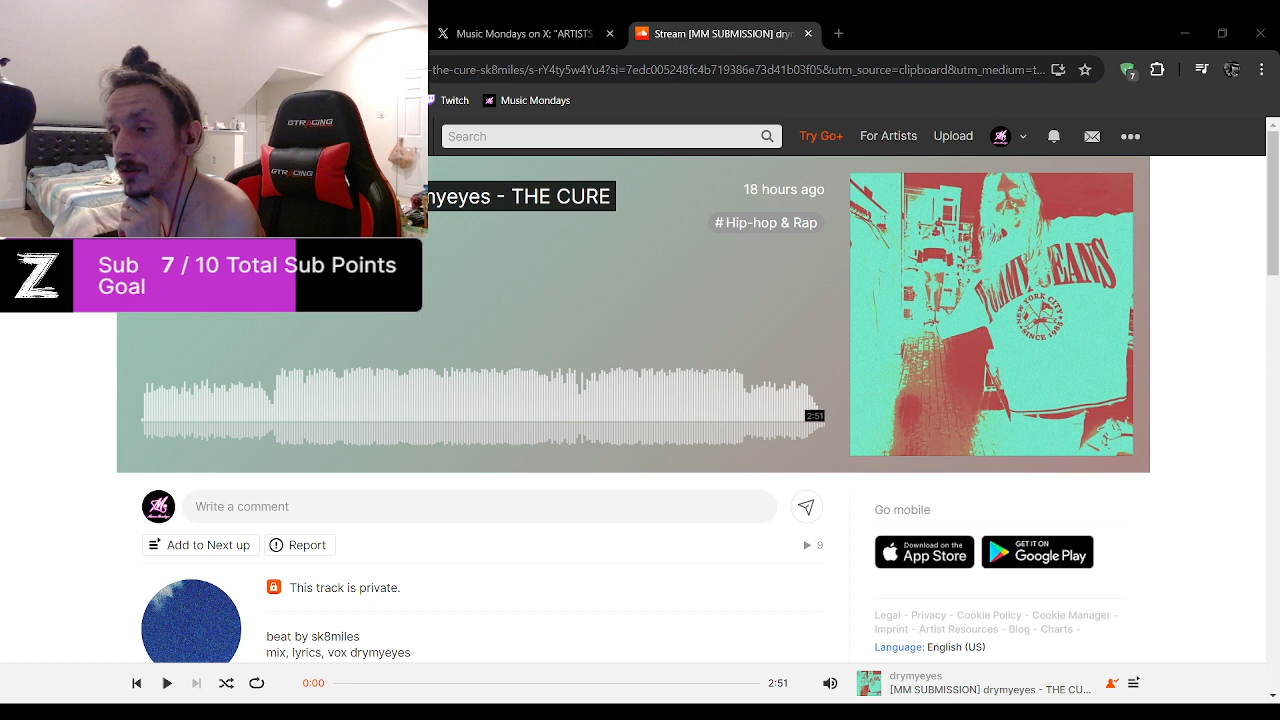 Music Mondays on X: "ARTISTS
Stream [MM SUBMISSION] drym
-the-cure-sk8miles/s-rY4ty5w4Yu4?si=7edc005248fc4b719386e73d41b03f05&utm_source=clipboard&utm_medium=t...
7
Twitch
Music Mondays
Search
Try Go+
For Artists
Upload
GTRACING
GTRACING
myeyes - THE CURE
18 hours ago
# Hip-hop & Rap
TOMMY JEANS
NEW YORK CITY
SINCE 1985
Sub Goal
7 / 10 Total Sub Points
2:51
Write a comment
Add to Next up
Report
9
This track is private.
beat by sk8miles
mix, lyrics, vox drymyeyes
Go mobile
Download on the
App Store
GET IT ON
Google Play
Legal - Privacy - Cookie Policy - Cookie Manager -
Imprint - Artist Resources - Blog - Charts -
Language: English (US)
0:00
2:51
drymyeyes
[MM SUBMISSION] drymyeyes - THE CU...